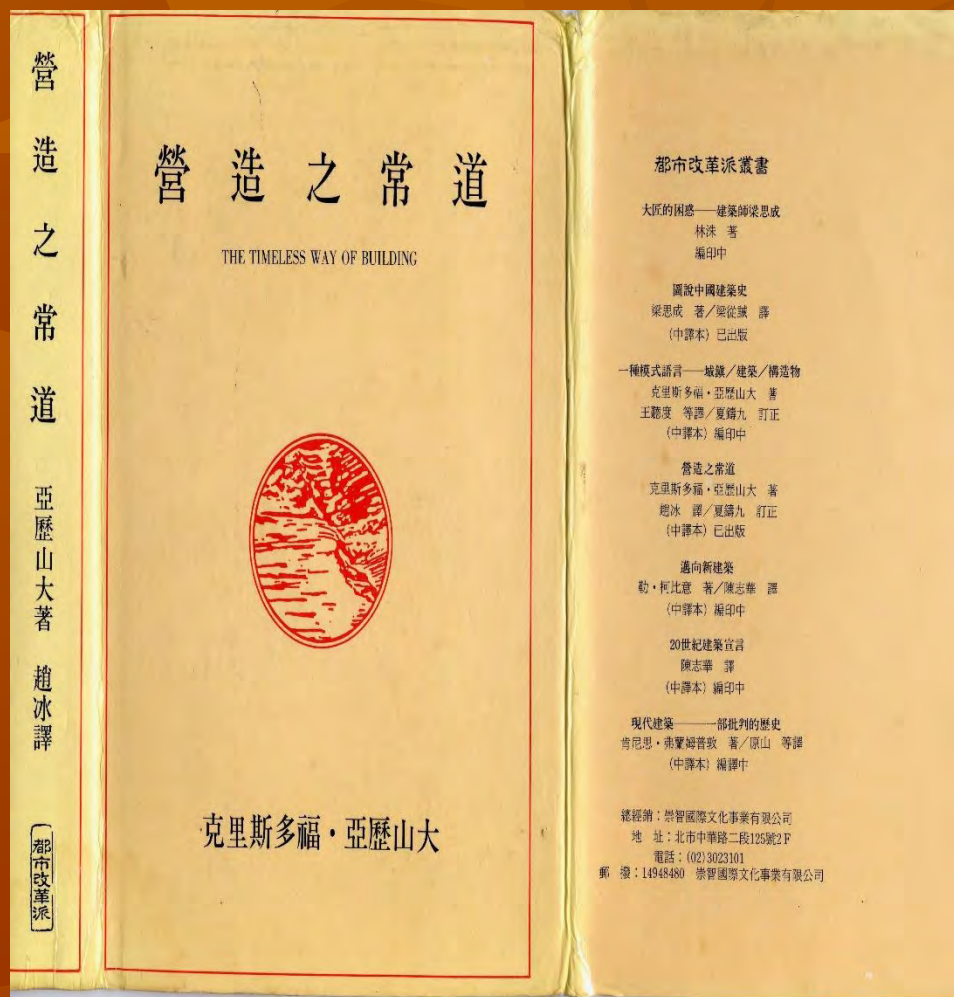 營造之常道
亞歷山大著 趙冰譯
都市改革派
營造之常道
THE TIMELESS WAY OF BUILDING
克里斯多福・亞歷山大
都市改革派叢書
大匠的困惑——建築師梁思成
林洙 著
編印中
圖說中國建築史
梁思成 著／梁從誡 譯
(中譯本) 已出版
一種模式語言——城鎮／建築／構造物
克里斯多福・亞歷山大 著
王聽度 等譯／夏鑄九 訂正
(中譯本) 編印中
營造之常道
克里斯多福・亞歷山大 著
趙冰 譯／夏鑄九 訂正
(中譯本) 已出版
邁向新建築
勒・柯比意 著／陳志華 譯
(中譯本) 編印中
20世紀建築宣言
陳志華 譯
(中譯本) 編印中
現代建築———一部批判的歷史
肯尼思・弗蘭姆普敦 著／原山 等譯
(中譯本) 編譯中
總經銷：崇智國際文化事業有限公司
地 址：北市中華路二段125號2F
電話：(02)3023101
郵 撥：14948480 崇智國際文化事業有限公司